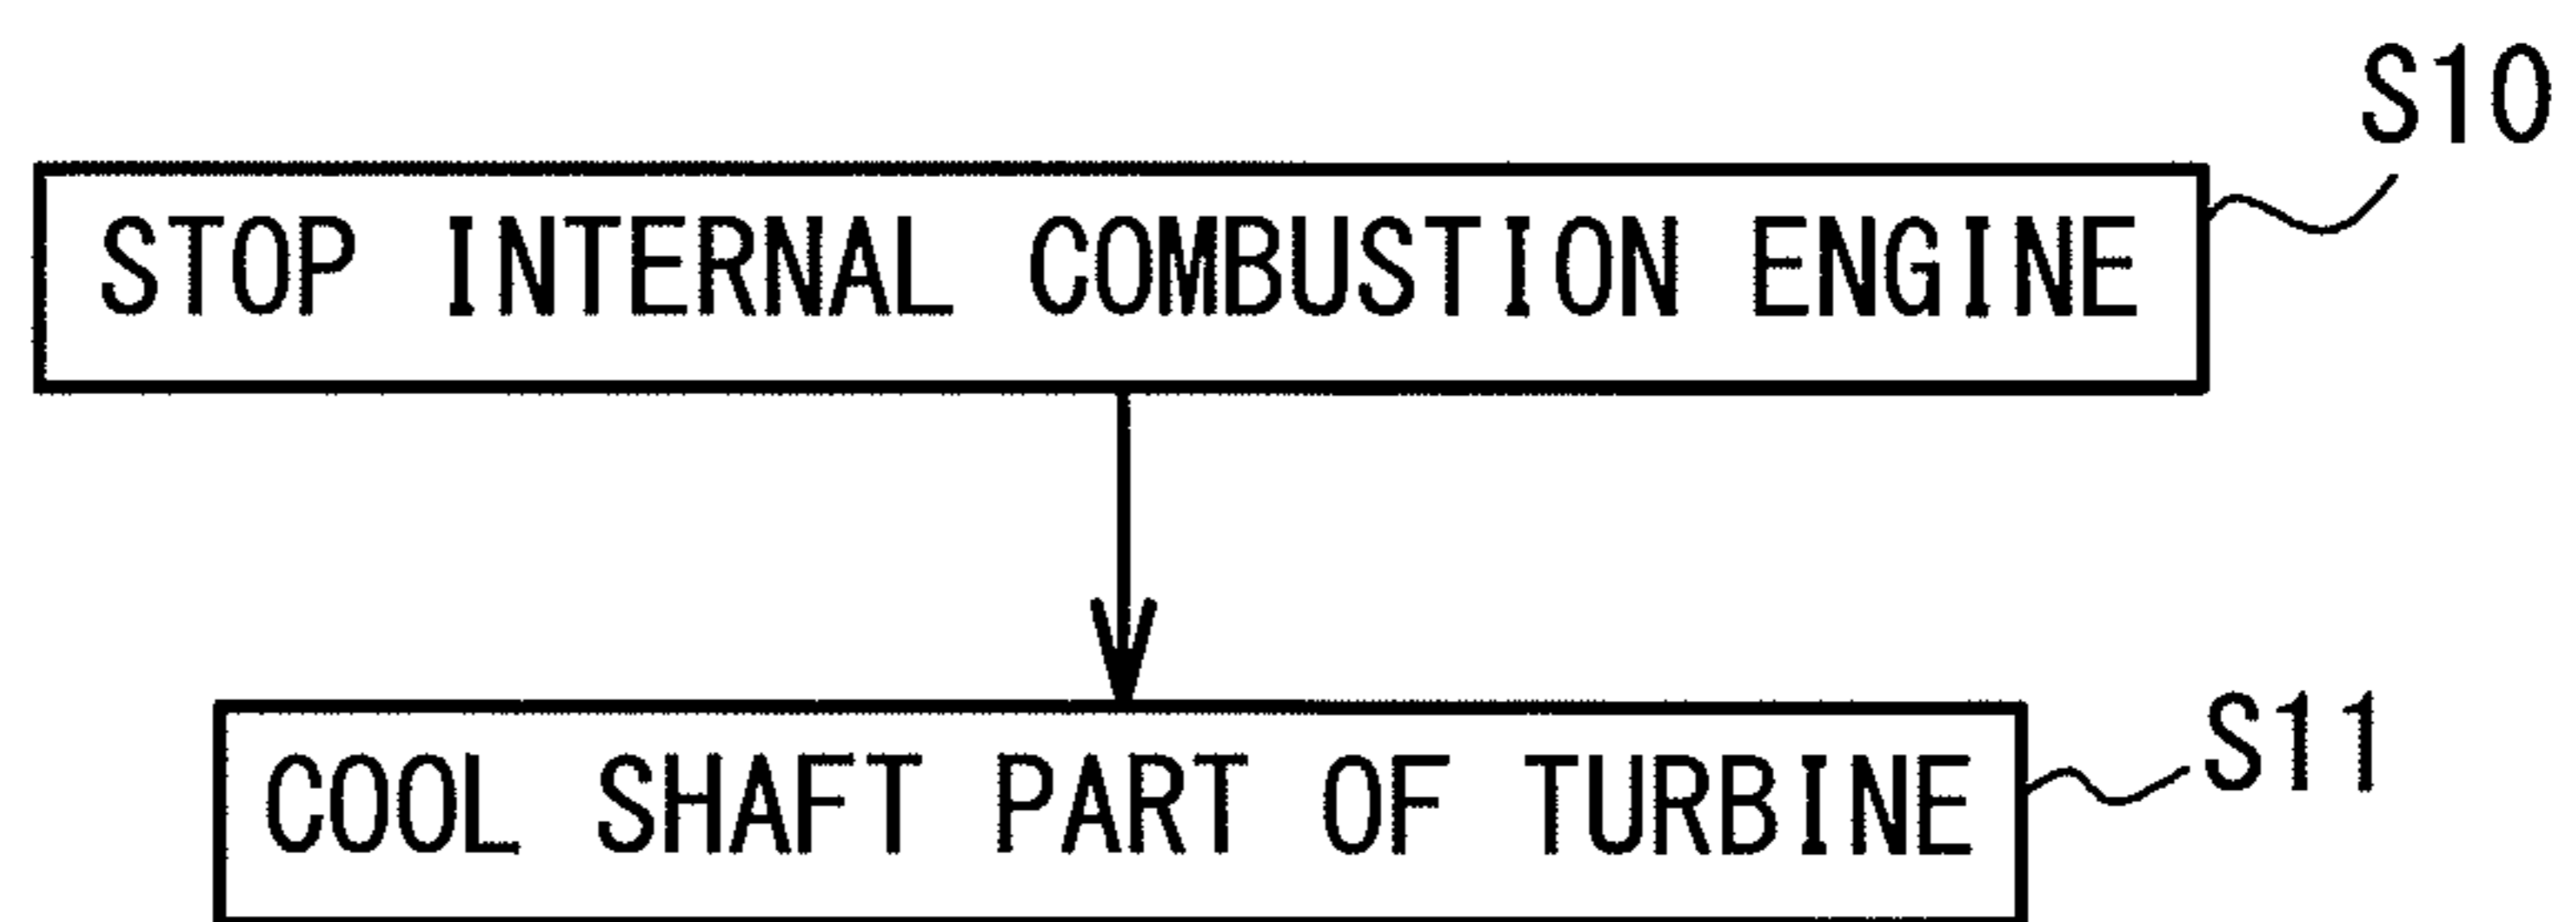 S10
STOP INTERNAL COMBUSTION ENGINE
COOL SHAFT PART OF TURBINE
S11